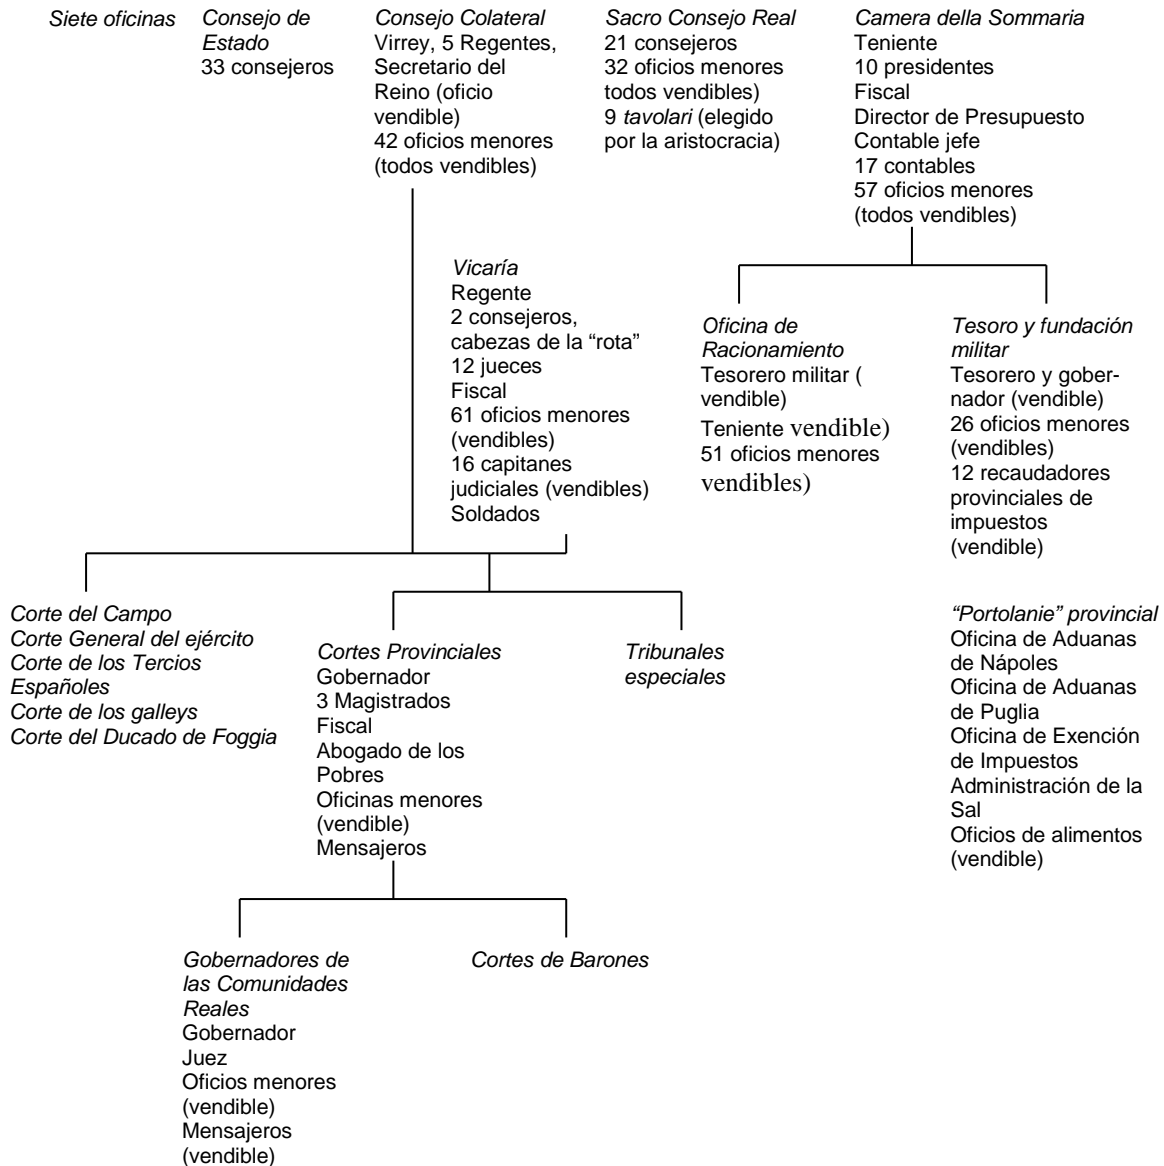 Siete oficinas
Consejo de
Estado
33 consejeros
Consejo Colateral
Virrey, 5 Regentes,
Secretario del
Reino (oficio
vendible)
42 oficios menores
(todos vendibles)
Sacro Consejo Real
21 consejeros
32 oficios menores
todos vendibles)
9 tavolari (elegido
por la aristocracia)
Camera della Sommaria
Teniente
10 presidentes
Fiscal
Director de Presupuesto
Contable jefe
17 contables
57 oficios menores
(todos vendibles)
Vicaría
Regente
2 consejeros,
cabezas de la “rota”
12 jueces
Fiscal
61 oficios menores
(vendibles)
16 capitanes
judiciales (vendibles)
Soldados
Oficina de
Racionamiento
Tesorero militar (
vendible)
Teniente vendible)
51 oficios menores
vendibles)
Tesoro y fundación
militar
Tesorero y gober-
nador (vendible)
26 oficios menores
(vendibles)
12 recaudadores
provinciales de
impuestos
(vendible)
Corte del Campo
Corte General del ejército
Corte de los Tercios
Españoles
Corte de los galleys
Corte del Ducado de Foggia
Cortes Provinciales
Gobernador
3 Magistrados
Fiscal
Abogado de los
Pobres
Oficinas menores
(vendible)
Mensajeros
Tribunales
especiales
“Portolanie” provincial
Oficina de Aduanas
de Nápoles
Oficina de Aduanas
de Puglia
Oficina de Exención
de Impuestos
Administración de la
Sal
Oficios de alimentos
(vendible)
Gobernadores de
las Comunidades
Reales
Gobernador
Juez
Oficios menores
(vendible)
Mensajeros
(vendible)
Cortes de Barones